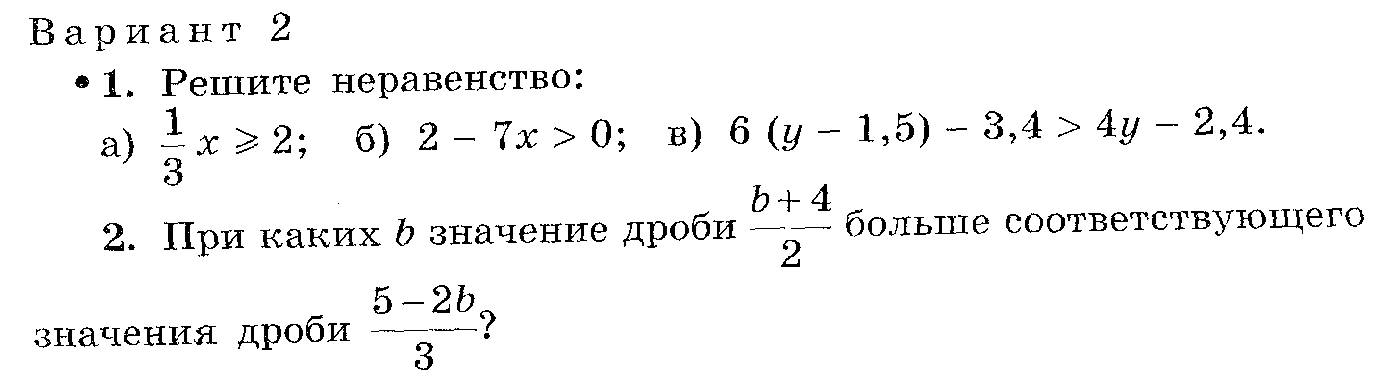 Вариант 2
• 1. Решите неравенство:
а) 1/3 x ⩾ 2; б) 2 – 7x > 0; в) 6 (y – 1,5) – 3,4 > 4y – 2,4.
2. При каких b значение дроби (b + 4)/2 больше соответствующего
значения дроби (5 – 2b)/3?